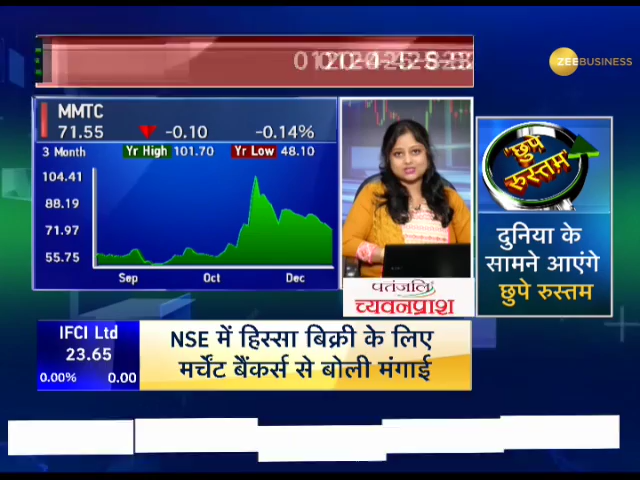 ZEEBUSINESS
MMTC
71.55 -0.10 -0.14%
3 Month Yr High 101.70 Yr Low 48.10
104.41
88.19
71.97
55.75
Sep Oct Dec
पतंजलि
च्यवनप्राश
छुपे
रुस्तम
दुनिया के
सामने आएंगे
छुपे रुस्तम
IFCI Ltd
23.65
0.00% 0.00
NSE में हिस्सा बिक्री के लिए
मर्चेंट बैंकर्स से बोली मंगाई